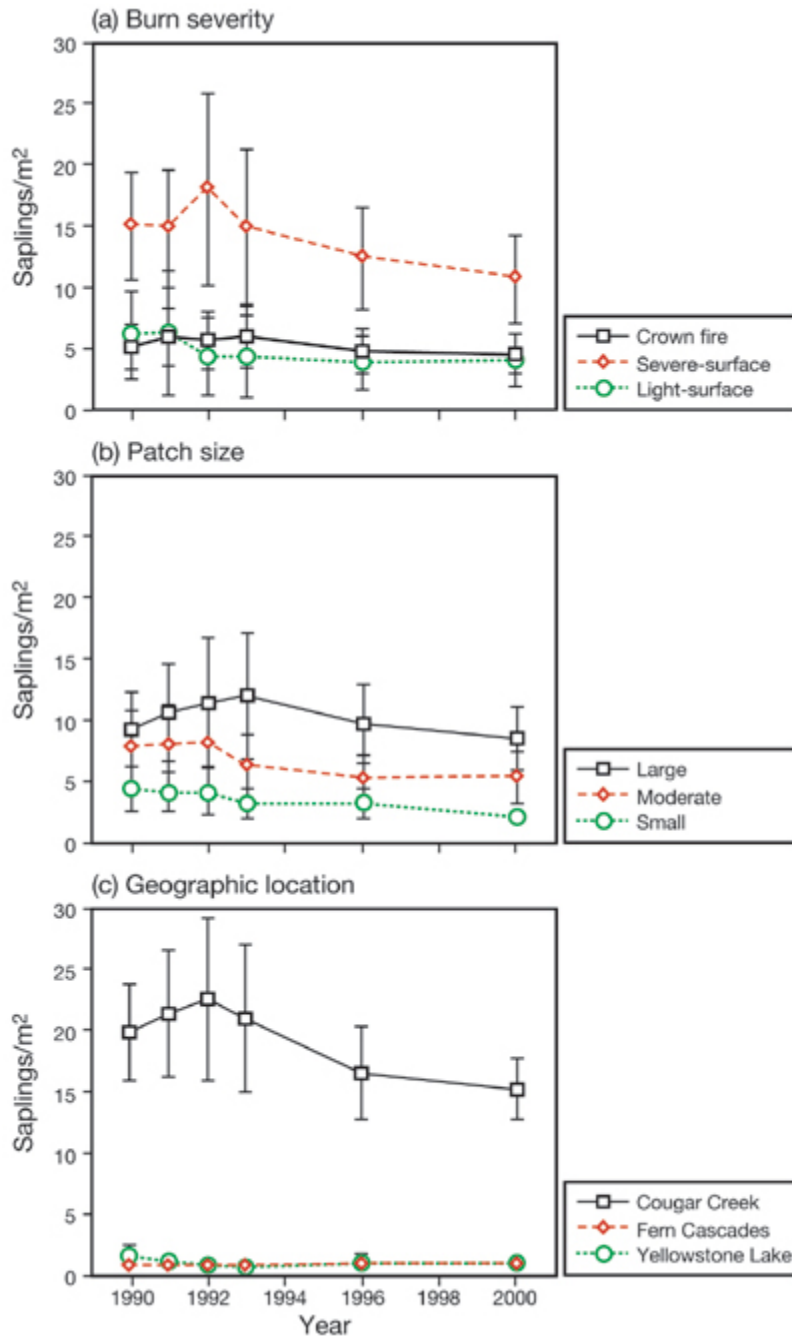 (a) Burn severity
30
25
20
15
10
5
0
Saplings/m²
Crown fire
Severe-surface
Light-surface
(b) Patch size
30
25
20
15
10
5
0
Saplings/m²
Large
Moderate
Small
(c) Geographic location
30
25
20
15
10
5
0
Saplings/m²
Cougar Creek
Fern Cascades
Yellowstone Lake
1990 1992 1994 1996 1998 2000
Year